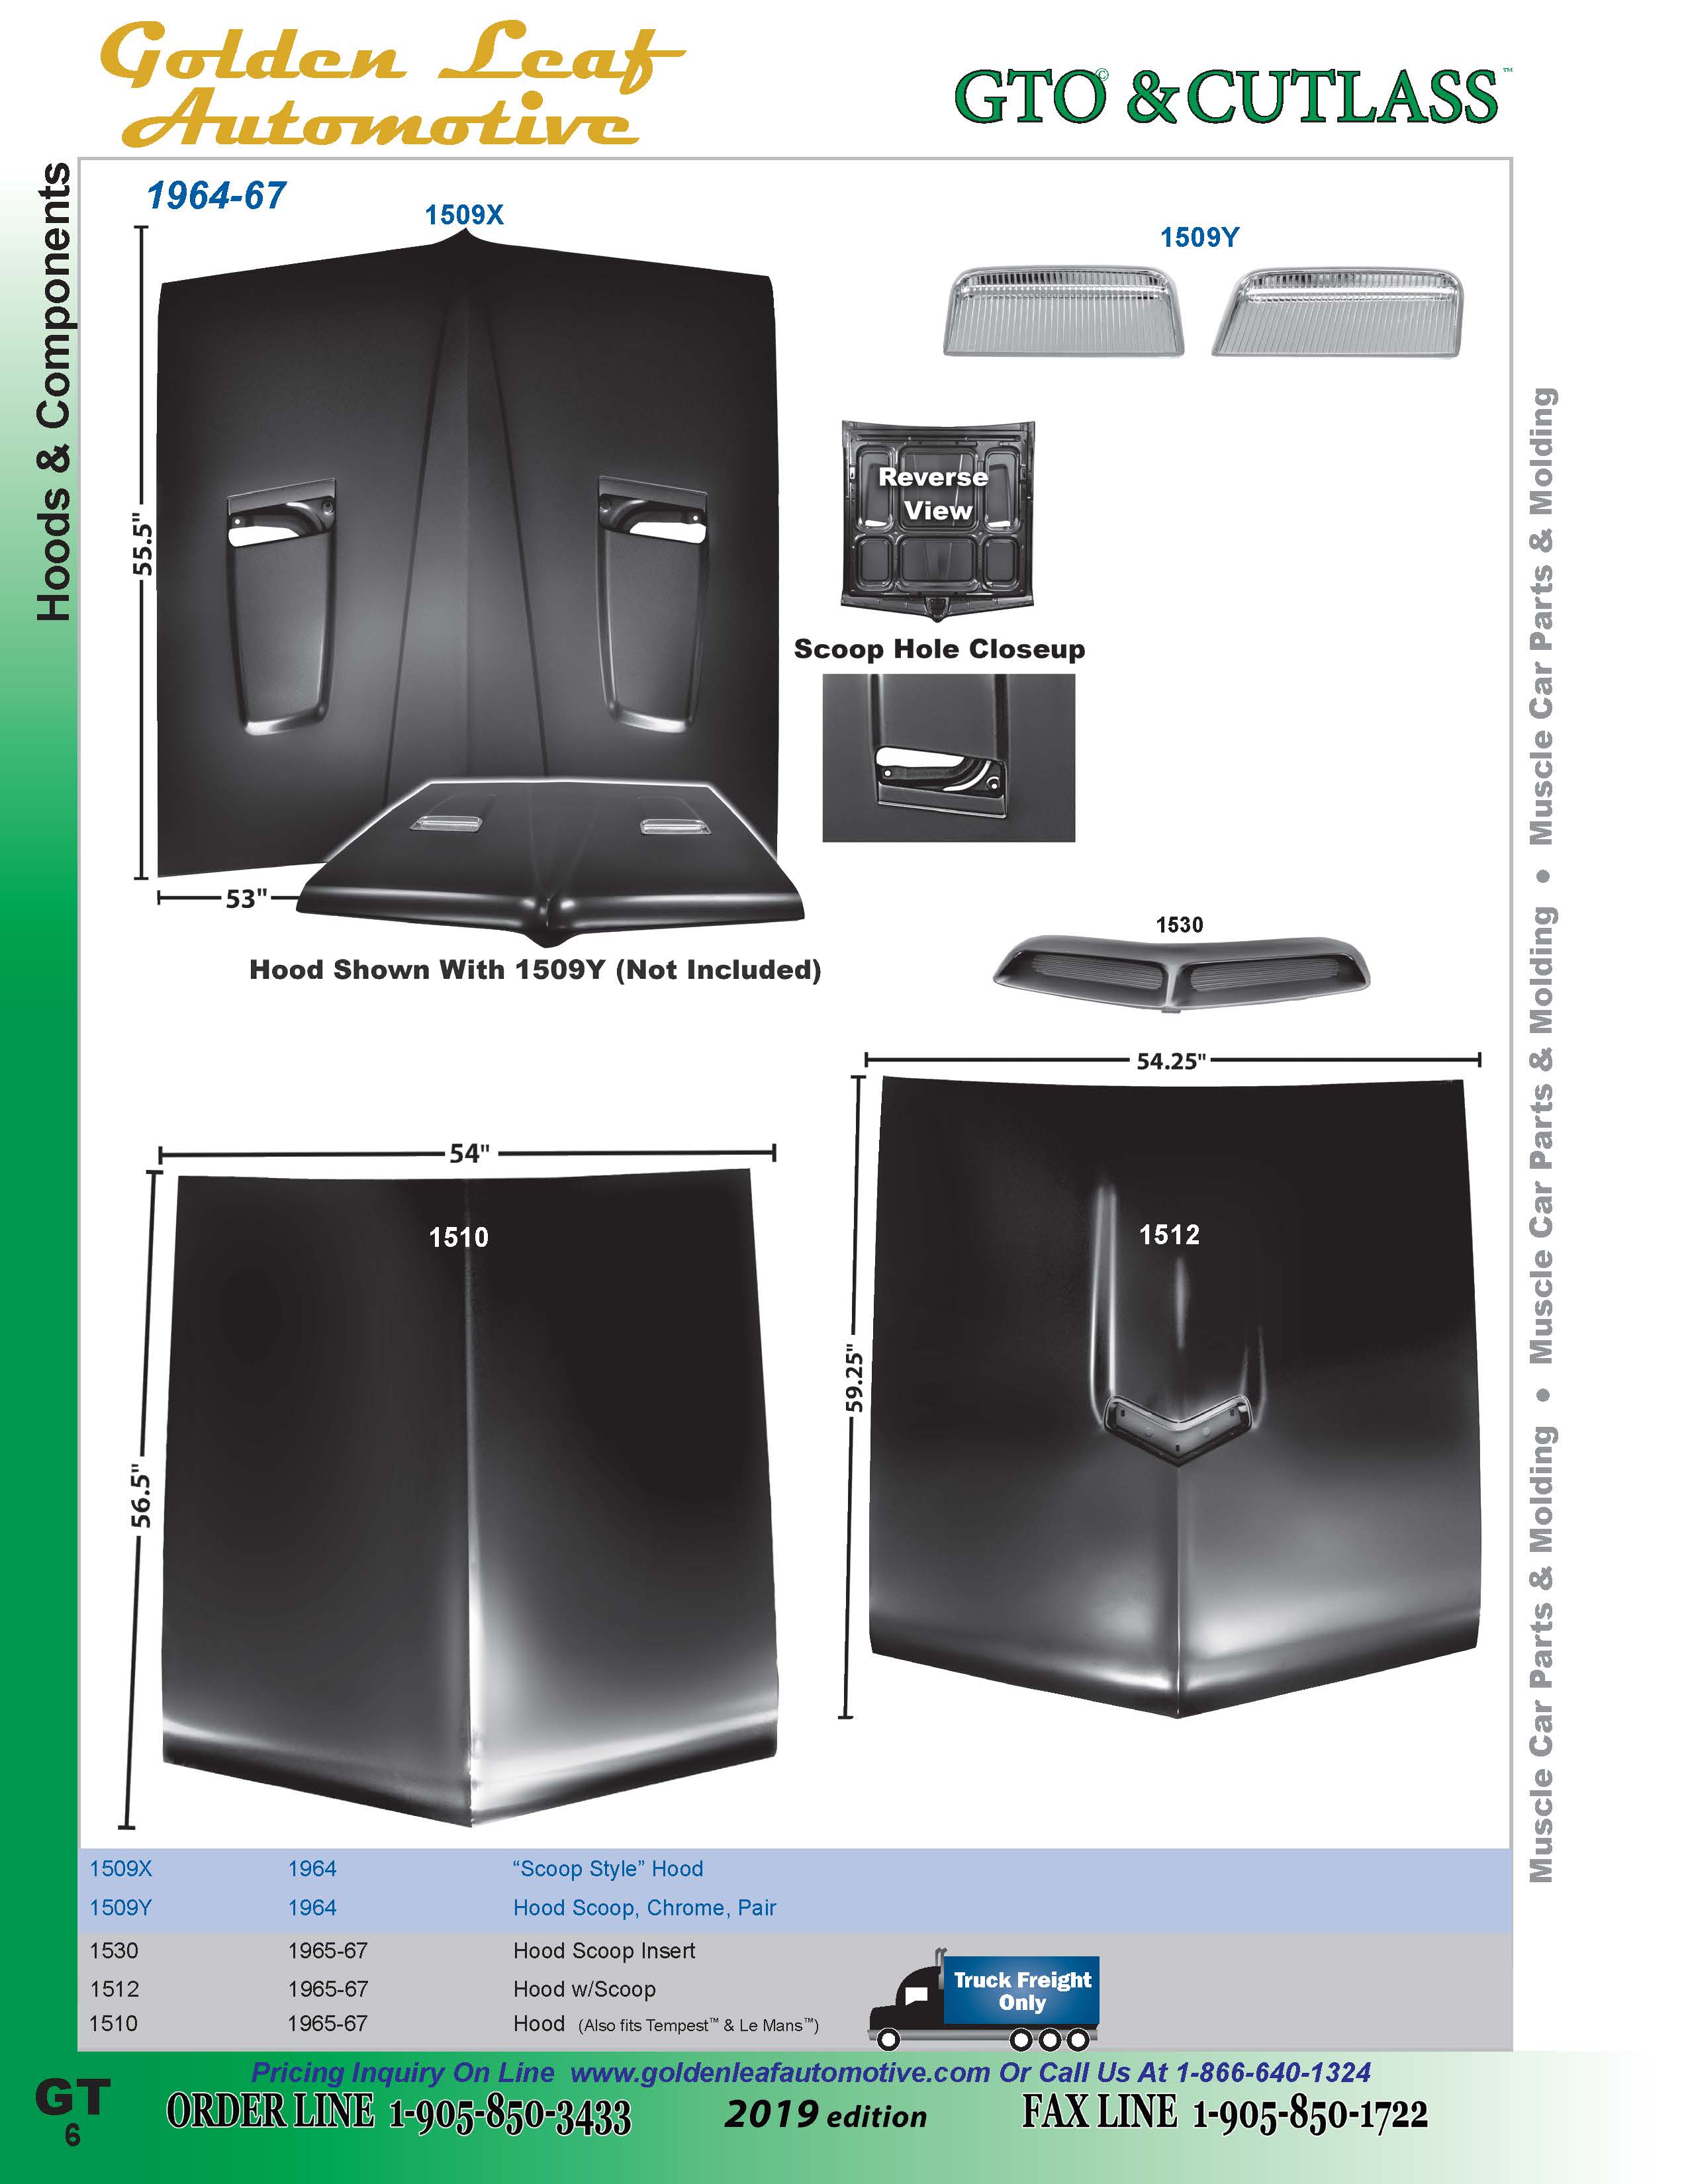 Golden Leaf
Automotive
GTO© & CUTLASS™
Hoods & Components
1964-67
1509X
1509Y
55.5"
Reverse
View
Scoop Hole Closeup
53"
Hood Shown With 1509Y (Not Included)
1530
54.25"
54"
1510
1512
59.25"
56.5"
Muscle Car Parts & Molding • Muscle Car Parts & Molding • Muscle Car Parts & Molding
1509X 1964 “Scoop Style” Hood
1509Y 1964 Hood Scoop, Chrome, Pair
1530 1965-67 Hood Scoop Insert
1512 1965-67 Hood w/Scoop
1510 1965-67 Hood (Also fits Tempest™ & Le Mans™)
Truck Freight
Only
Pricing Inquiry On Line www.goldenleafautomotive.com Or Call Us At 1-866-640-1324
GT
6
ORDER LINE 1-905-850-3433 2019 edition FAX LINE 1-905-850-1722